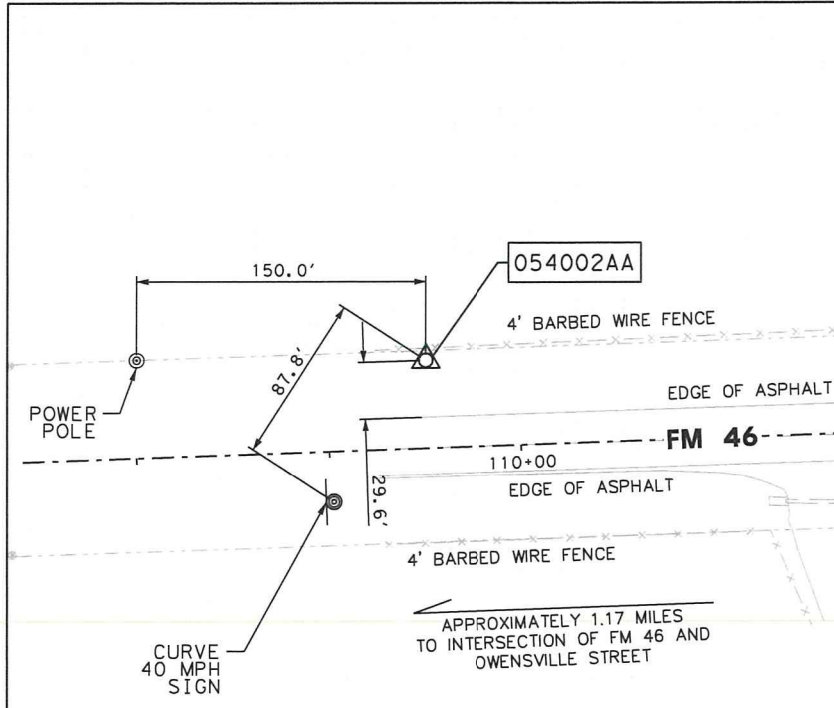 150.0'
054002AA
4' BARBED WIRE FENCE
87.8'
EDGE OF ASPHALT
POWER
POLE
FM 46
110+00
29.6'
EDGE OF ASPHALT
4' BARBED WIRE FENCE
APPROXIMATELY 1.17 MILES
TO INTERSECTION OF FM 46 AND
OWENSVILLE STREET
CURVE
40 MPH
SIGN